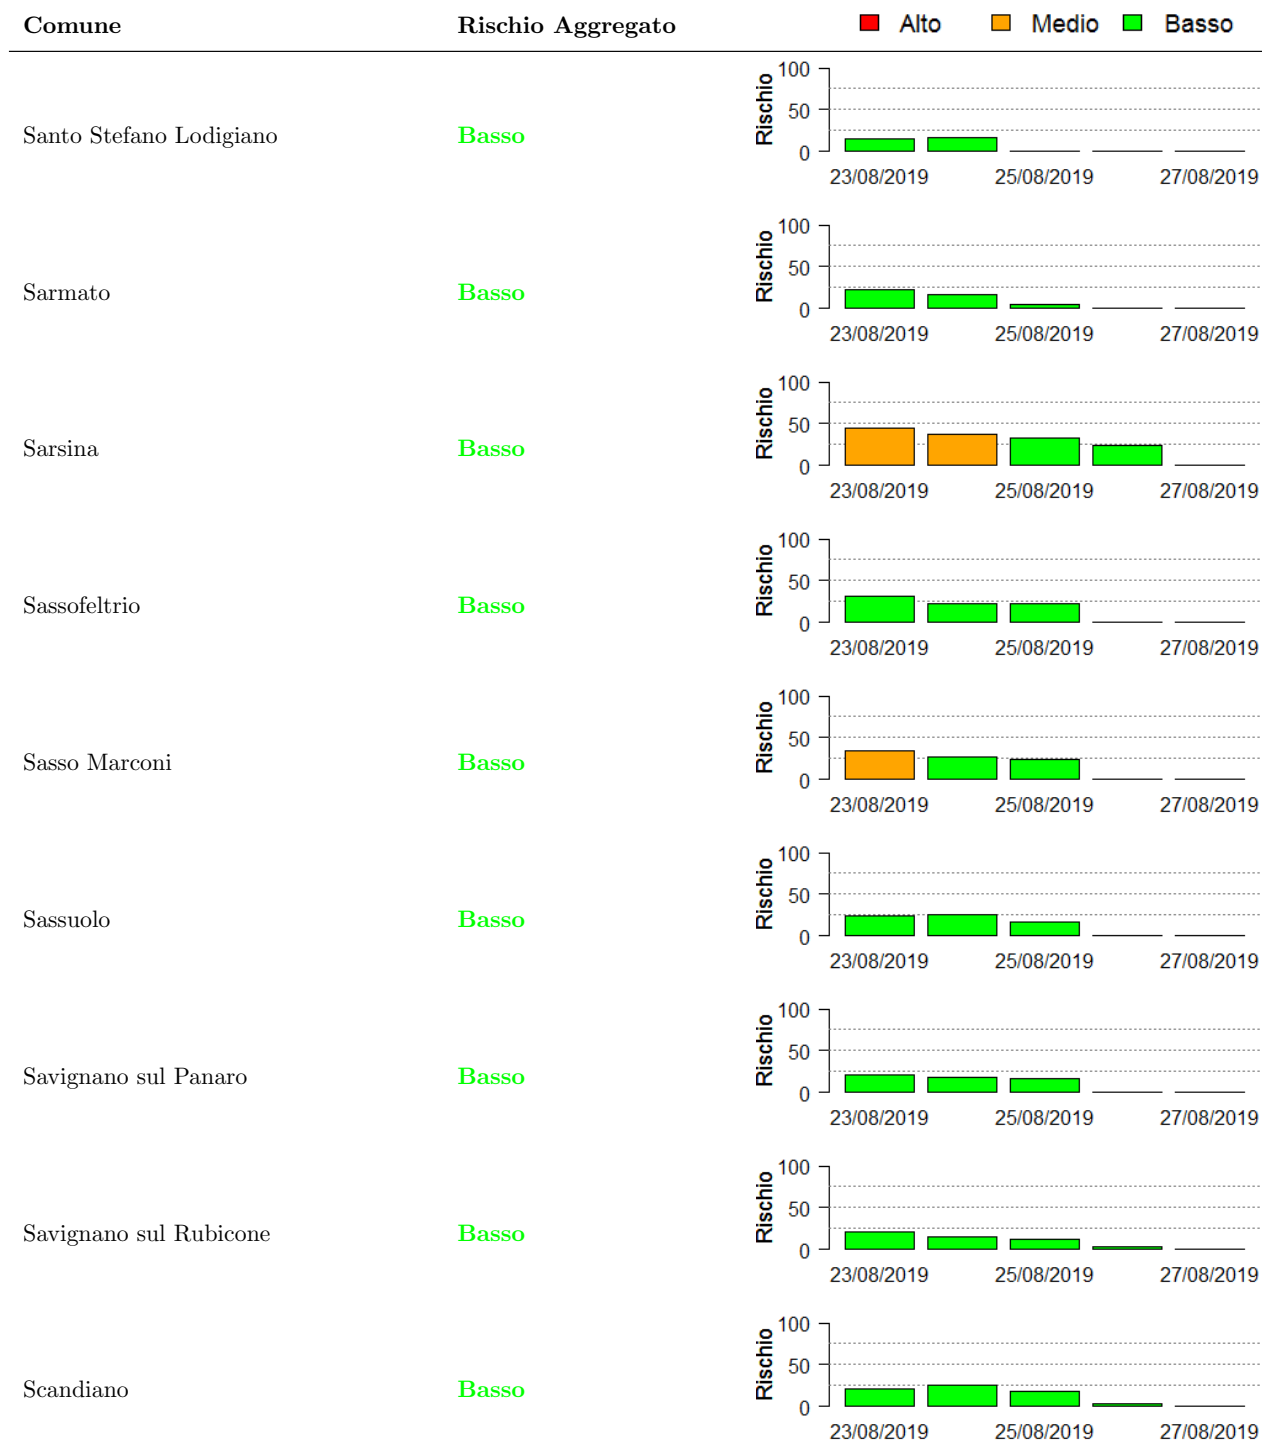 Comune Rischio Aggregato Alto Medio Basso
Santo Stefano Lodigiano Basso Rischio 0 50 100 23/08/2019 25/08/2019 27/08/2019
Sarmato Basso Rischio 0 50 100 23/08/2019 25/08/2019 27/08/2019
Sarsina Basso Rischio 0 50 100 23/08/2019 25/08/2019 27/08/2019
Sassofeltrio Basso Rischio 0 50 100 23/08/2019 25/08/2019 27/08/2019
Sasso Marconi Basso Rischio 0 50 100 23/08/2019 25/08/2019 27/08/2019
Sassuolo Basso Rischio 0 50 100 23/08/2019 25/08/2019 27/08/2019
Savignano sul Panaro Basso Rischio 0 50 100 23/08/2019 25/08/2019 27/08/2019
Savignano sul Rubicone Basso Rischio 0 50 100 23/08/2019 25/08/2019 27/08/2019
Scandiano Basso Rischio 0 50 100 23/08/2019 25/08/2019 27/08/2019